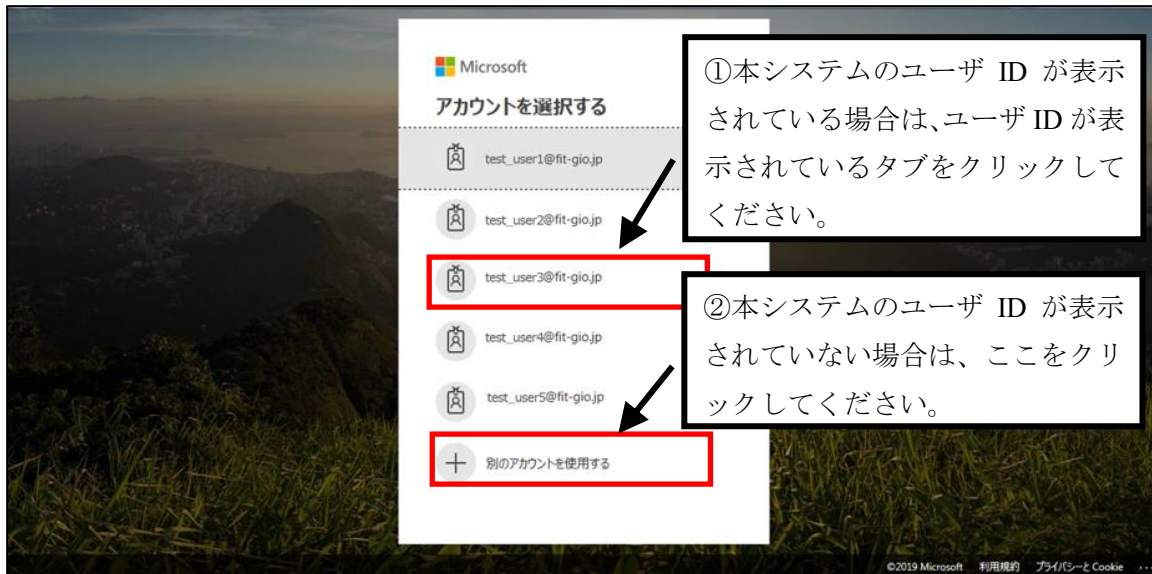 Microsoft
アカウントを選択する
test_user1@fit-gio.jp
test_user2@fit-gio.jp
test_user3@fit-gio.jp
test_user4@fit-gio.jp
test_user5@fit-gio.jp
別のアカウントを使用する
①本システムのユーザ ID が表示
されている場合は、ユーザ ID が表
示されているタブをクリックして
ください。
②本システムのユーザ ID が表示
されていない場合は、ここをクリ
ックしてください。
©2019 Microsoft 利用規約 プライバシーと Cookie ...